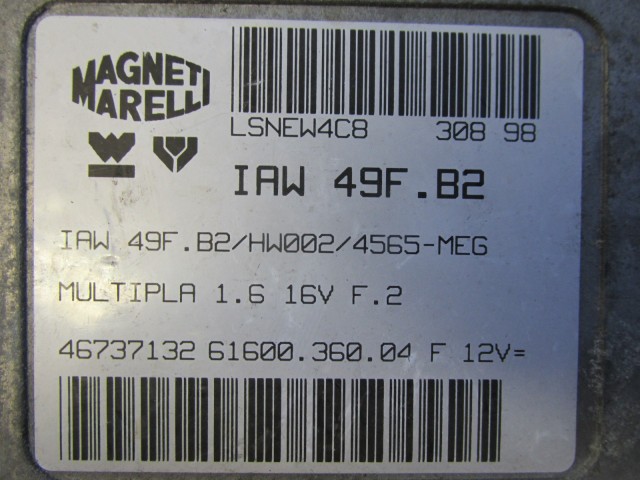 MAGNETI
MARELLI
LSNEW4C8 308 98
IAW 49F.B2
IAW 49F.B2/HW002/4565-MEG
MULTIPLA 1.6 16V F.2
46737132 61600.360.04 F 12V=